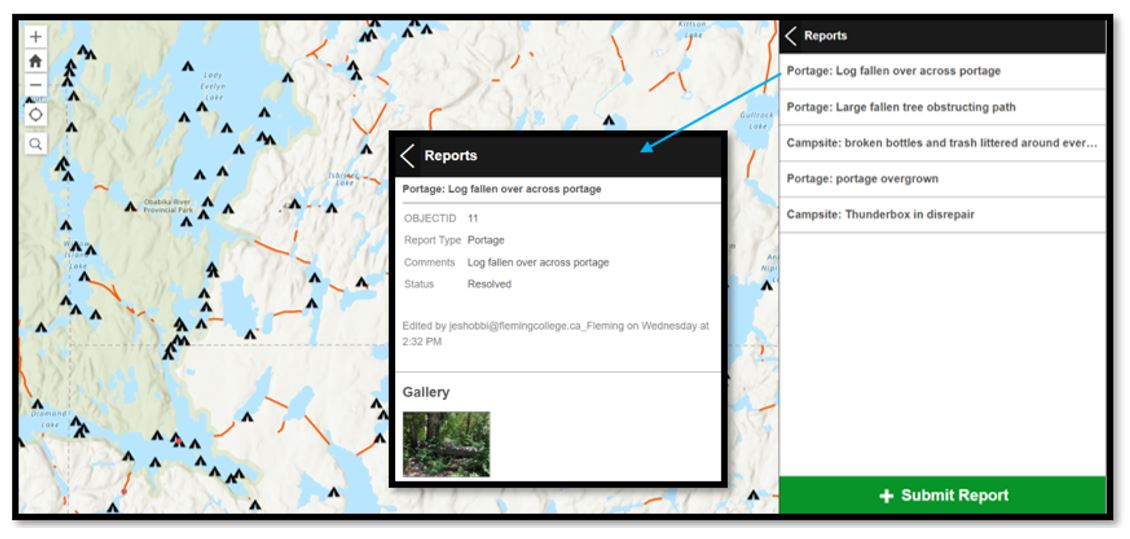 Kittson
Lake
Lady
Evelyn
Lake
Gullrock
Lake
Lake
Obabika River
Provincial Park
Island
Lake
Diamond
Lake
Reports
Portage: Log fallen over across portage
OBJECTID 11
Report Type Portage
Comments Log fallen over across portage
Status Resolved
Edited by jeshobbi@flemingcollege.ca_Fleming on Wednesday at
2:32 PM
Gallery
Reports
Portage: Log fallen over across portage
Portage: Large fallen tree obstructing path
Campsite: broken bottles and trash littered around ever...
Portage: portage overgrown
Campsite: Thunderbox in disrepair
+ Submit Report